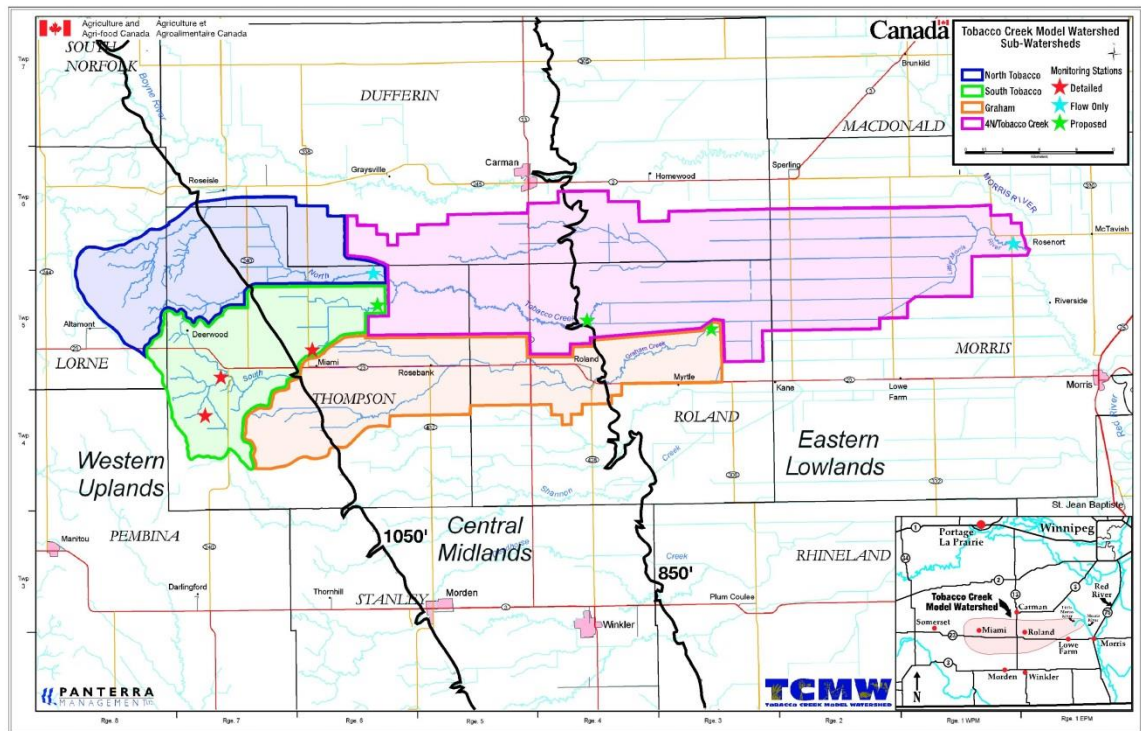 Agriculture and
Agri-food Canada
Agriculture et
Agroalimentaire Canada
Canada
Tobacco Creek Model Watershed
Sub-Watersheds
North Tobacco
South Tobacco
Graham
4N/Tobacco Creek
Monitoring Stations
Detailed
Flow Only
Proposed
SOUTH
NORFOLK
Boyne River
DUFFERIN
MACDONALD
Brunkild
Carman
Sperling
Homewood
Graysville
Roseisle
MORRIS RIVER
McTavish
Rosenort
Riverside
North
Tobacco Creek
Altamont
Deerwood
LORNE
South
Miami
Rosebank
Roland
Graham Creek
Myrtle
Kane
Lowe
Farm
MORRIS
Morris
Red River
THOMPSON
ROLAND
Creek
Shannon
Western
Uplands
Central
Midlands
Eastern
Lowlands
1050'
850'
PEMBINA
Manitou
Darlingford
Thornhill
STANLEY
Morden
Winkler
Creek
Plum Coulee
RHINELAND
St. Jean Baptiste
Portage
La Prairie
Winnipeg
Red
River
Tobacco Creek
Model Watershed
Carman
Somerset
Miami
Roland
Lowe
Farm
Morris
Morden
Winkler
N
PANTERRA
MANAGEMENT
TCMW
TOBACCO CREEK MODEL WATERSHED
Twp
7
Twp
6
Twp
5
Twp
4
Twp
3
Rge. 8
Rge. 7
Rge. 6
Rge. 5
Rge. 4
Rge. 3
Rge. 2
Rge. 1 WPM
Rge. 1 EPM